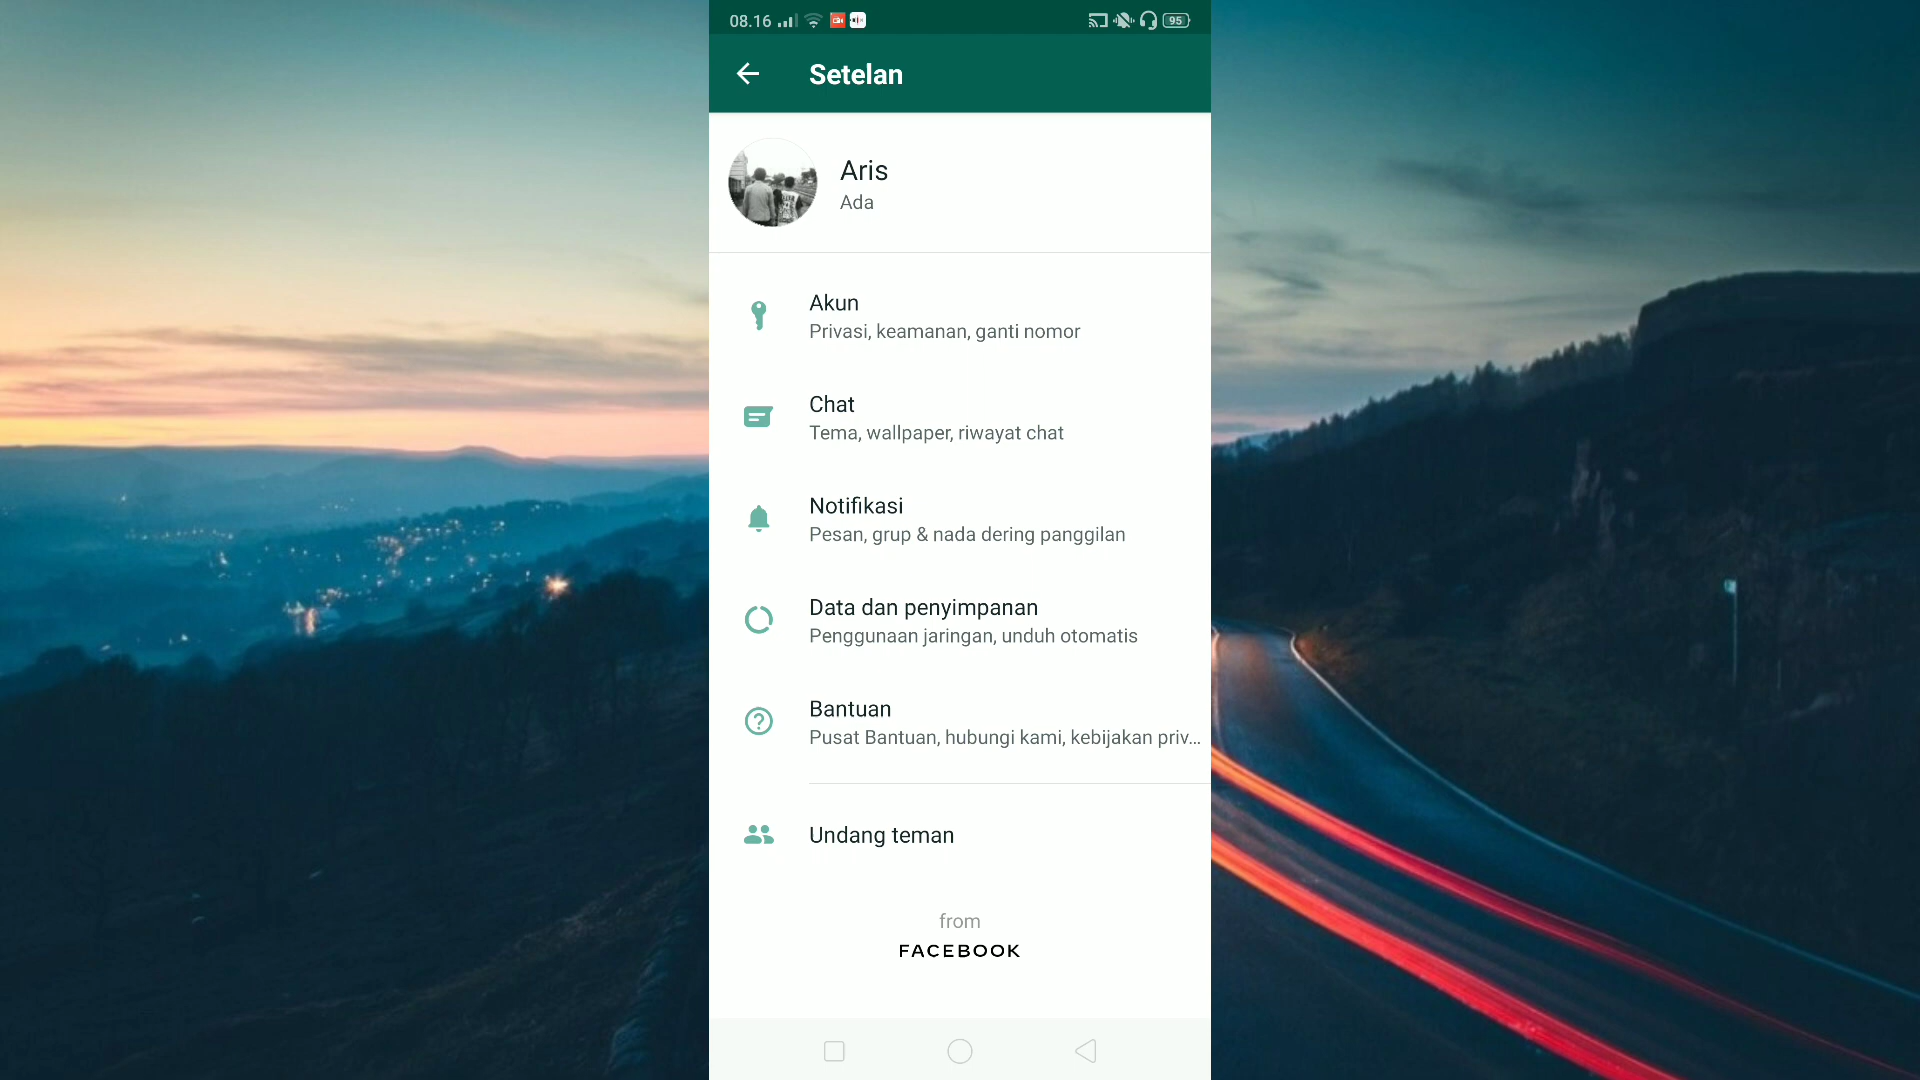 08.16
95
Setelan
Aris
Ada
Akun
Privasi, keamanan, ganti nomor
Chat
Tema, wallpaper, riwayat chat
Notifikasi
Pesan, grup & nada dering panggilan
Data dan penyimpanan
Penggunaan jaringan, unduh otomatis
Bantuan
Pusat Bantuan, hubungi kami, kebijakan priv...
Undang teman
from
FACEBOOK